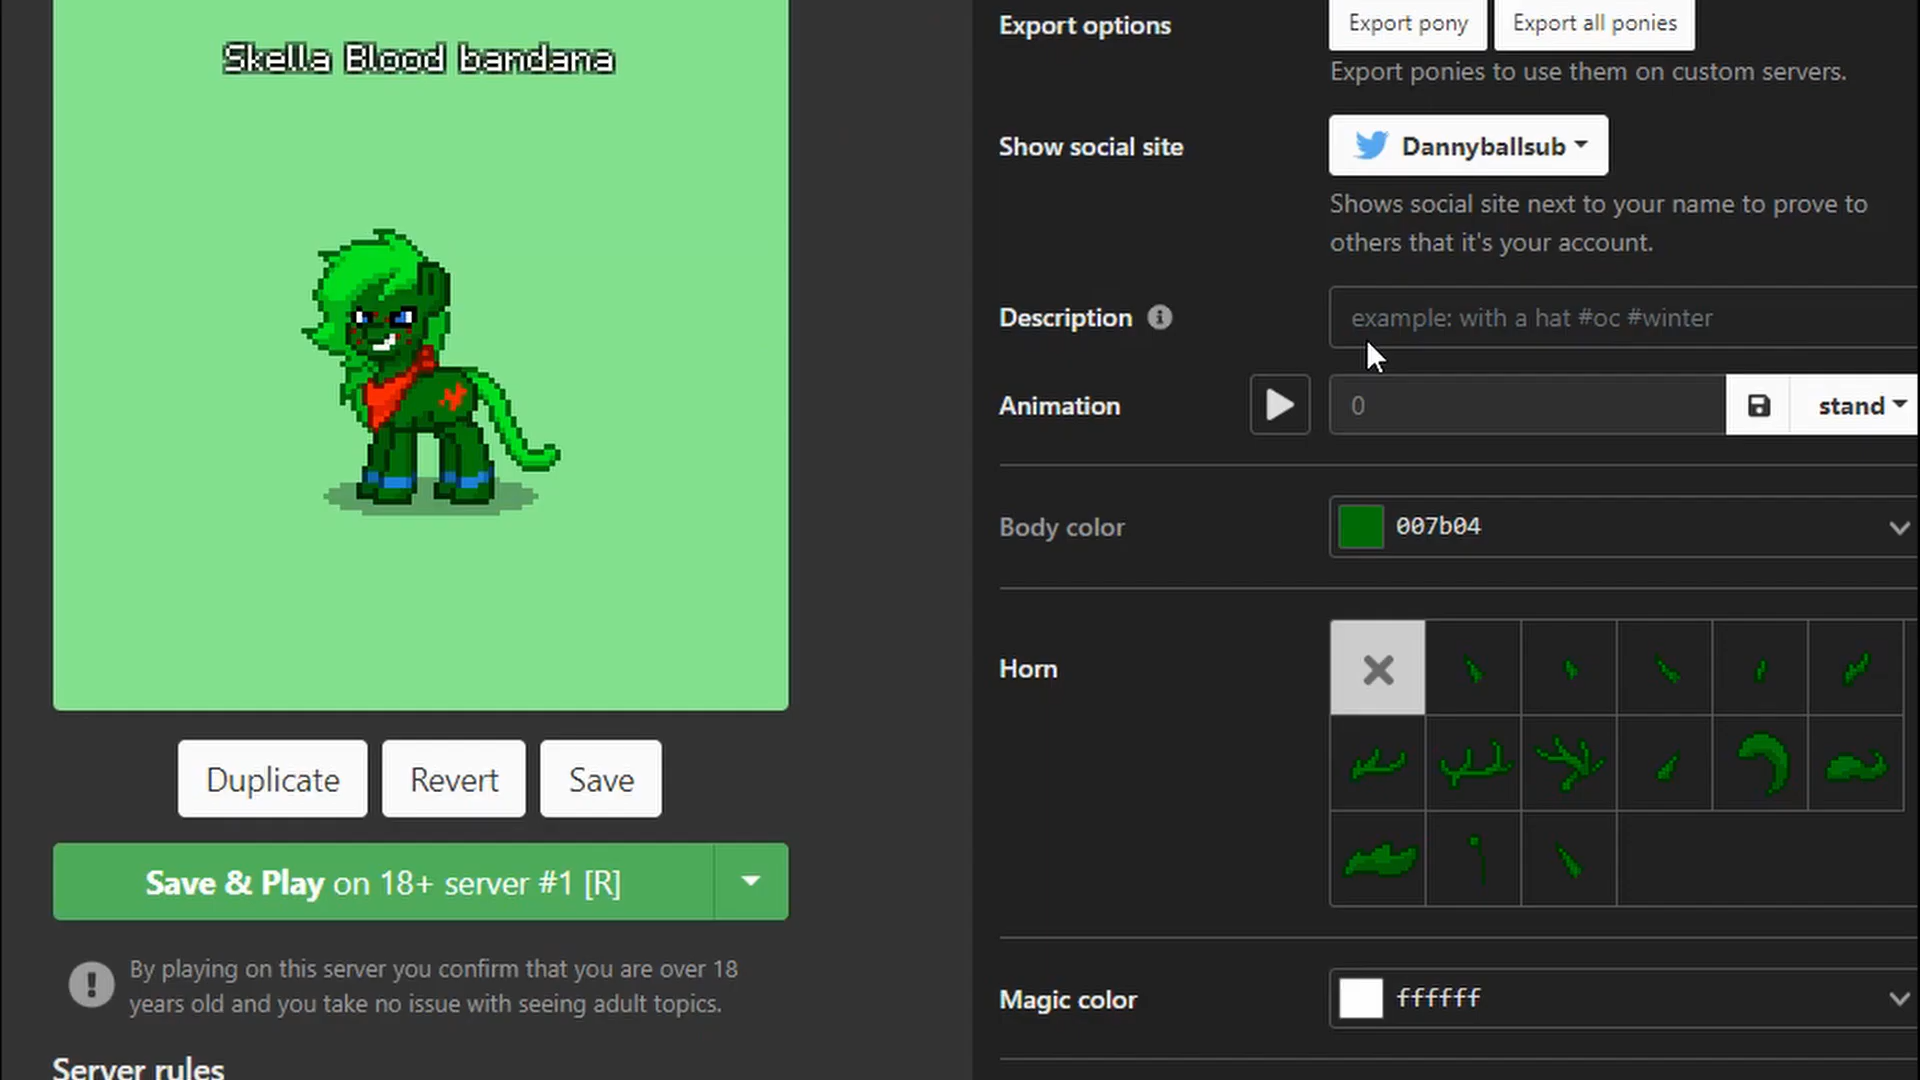 Skella Blood bandana
Duplicate
Revert
Save
Save & Play on 18+ server #1 [R]
By playing on this server you confirm that you are over 18
years old and you take no issue with seeing adult topics.
Server rules
Export options
Export pony
Export all ponies
Export ponies to use them on custom servers.
Show social site
Dannyballsub
Shows social site next to your name to prove to
others that it's your account.
Description
example: with a hat #oc #winter
Animation
0
stand
Body color
007b04
Horn
Magic color
ffffff